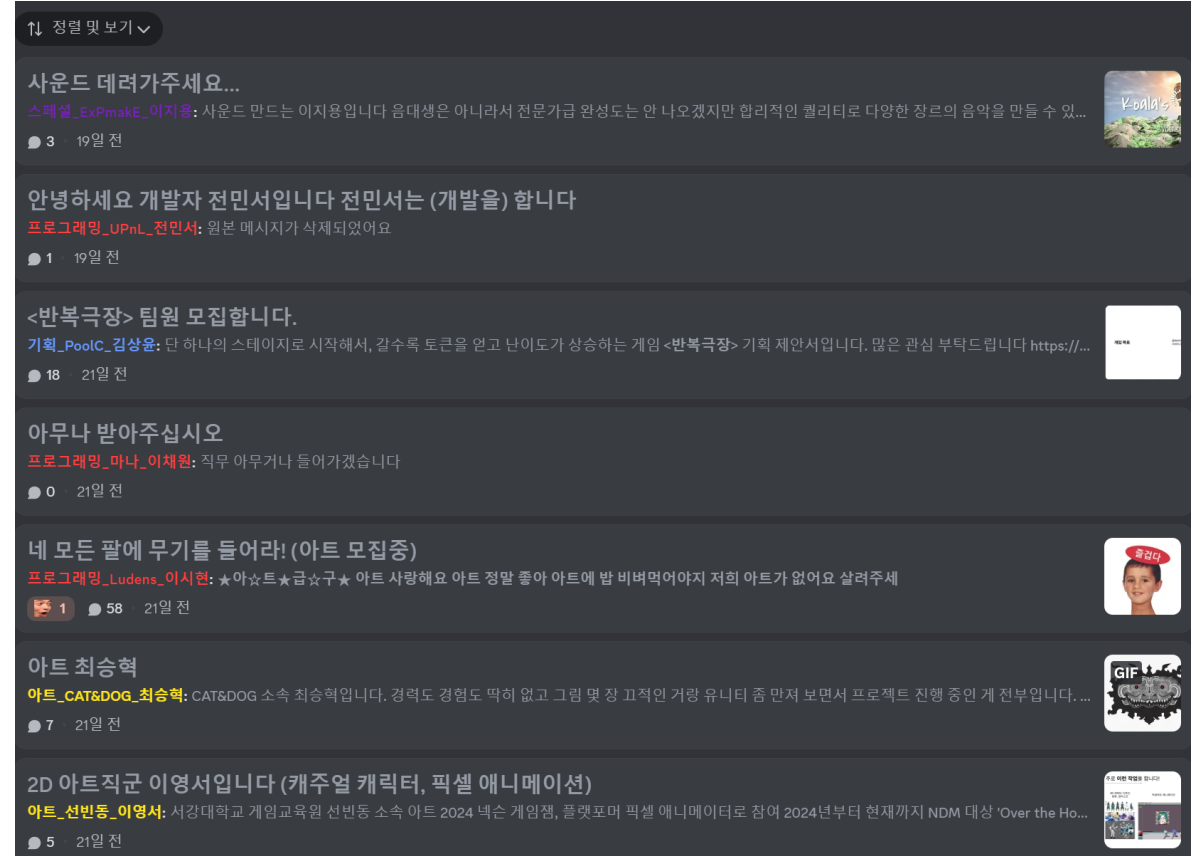 정렬 및 보기
사운드 데려가주세요...
스페셜_ExPmakE_이지용: 사운드 만드는 이지용입니다 음대생은 아니라서 전문가급 완성도는 안 나오겠지만 합리적인 퀄리티로 다양한 장르의 음악을 만들 수 있...
3 · 19일 전
Koala's
안녕하세요 개발자 전민서입니다 전민서는 (개발을) 합니다
프로그래밍_UPnL_전민서: 원본 메시지가 삭제되었어요
1 · 19일 전
<반복극장> 팀원 모집합니다.
기획_PoolC_김상윤: 단 하나의 스테이지로 시작해서, 갈수록 토큰을 얻고 난이도가 상승하는 게임 <반복극장> 기획 제안서입니다. 많은 관심 부탁드립니다 https://...
18 · 21일 전
아무나 받아주십시오
프로그래밍_마나_이채원: 직무 아무거나 들어가겠습니다
0 · 21일 전
네 모든 팔에 무기를 들어라! (아트 모집중)
프로그래밍_Ludens_이시현: ★아☆트★급☆구★ 아트 사랑해요 아트 정말 좋아 아트에 밥 비벼먹어야지 저희 아트가 없어요 살려주세
1 58 · 21일 전
즐겁다
아트 최승혁
아트_CAT&DOG_최승혁: CAT&DOG 소속 최승혁입니다. 경력도 경험도 딱히 없고 그림 몇 장 끄적인 거랑 유니티 좀 만져 보면서 프로젝트 진행 중인 게 전부입니다. ...
7 · 21일 전
GIF
2D 아트직군 이영서입니다 (캐주얼 캐릭터, 픽셀 애니메이션)
아트_선빈동_이영서: 서강대학교 게임교육원 선빈동 소속 아트 2024 넥슨 게임잼, 플랫포머 픽셀 애니메이터로 참여 2024년부터 현재까지 NDM 대상 'Over the Ho...
5 · 21일 전
주로 이런 작업을 합니다!